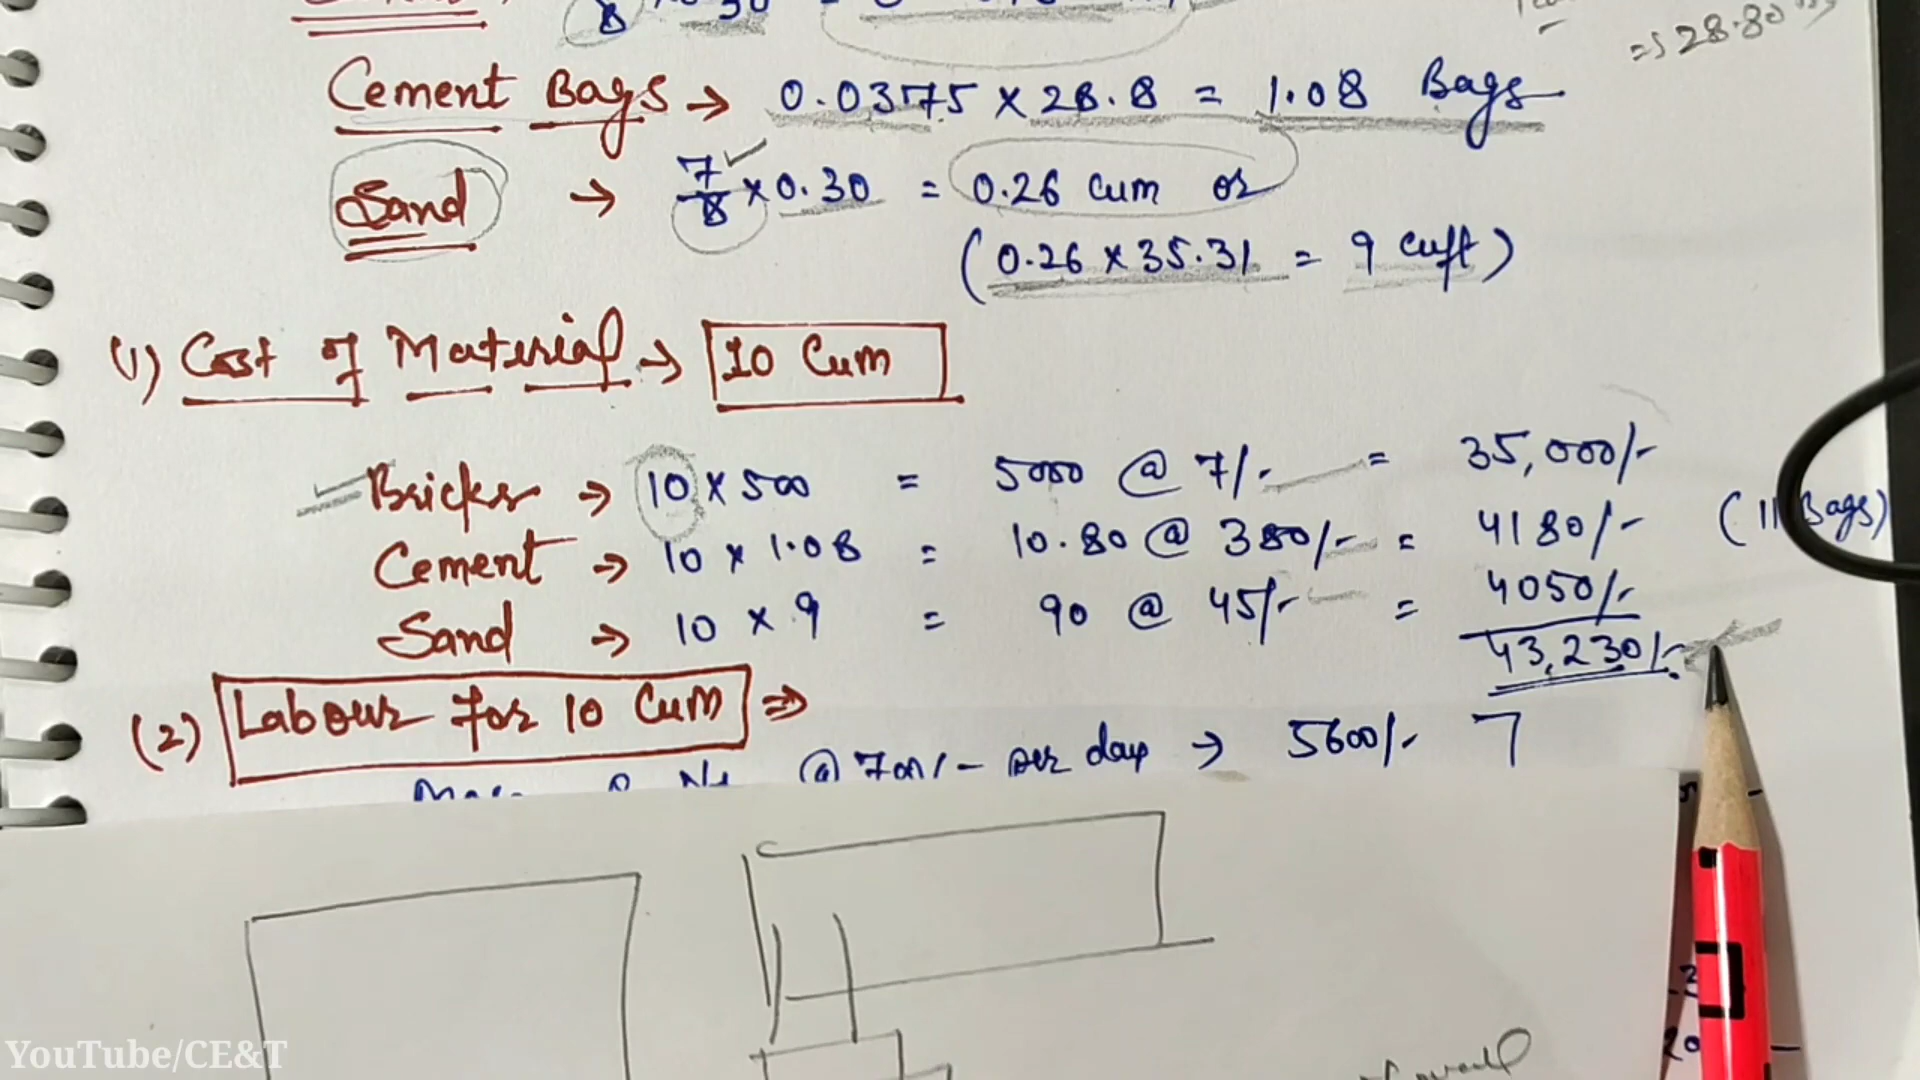 8 × 0.30 =
=> 28.80
Cement Bags → 0.0375 × 28.8 = 1.08 Bags
Sand → 7/8 × 0.30 = 0.26 cum or
(0.26 × 35.31 = 9 cuft)
(1) Cost of Material → 10 Cum
Bricks → 10 × 500 = 5000 @ 7/- = 35,000/-
Cement → 10 × 1.08 = 10.80 @ 380/- = 4180/- (11 Bags)
Sand → 10 × 9 = 90 @ 45/- = 4050/-
43,230/-
(2) Labour for 10 Cum ⇒
@ 700/- per day → 5600/-
YouTube/CE&T